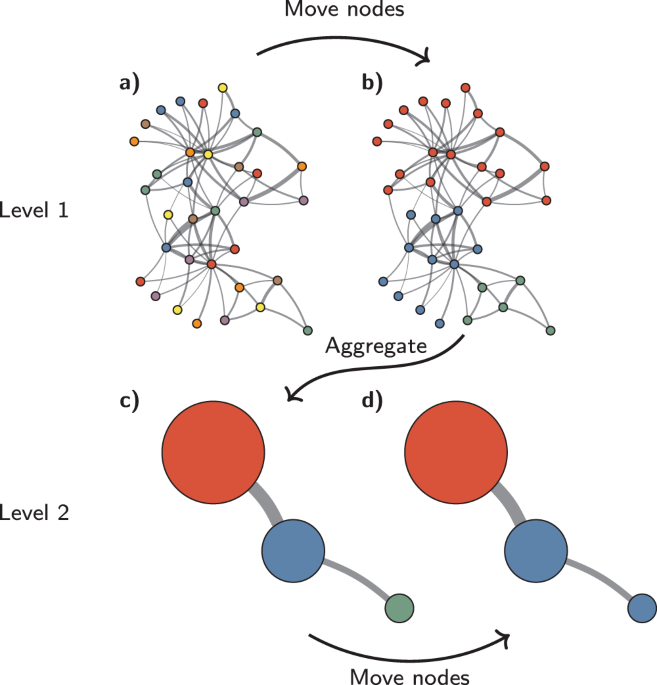 Move nodes
a)
b)
Level 1
Aggregate
c)
d)
Level 2
Move nodes